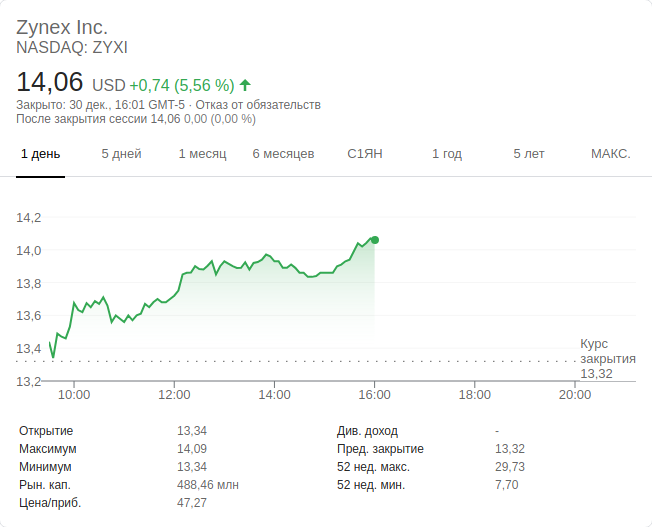 Zynex Inc.
NASDAQ: ZYXI
14,06 USD +0,74 (5,56 %) ↑
Закрыто: 30 дек., 16:01 GMT-5 · Отказ от обязательств
После закрытия сессии 14,06 0,00 (0,00 %)
1 день 5 дней 1 месяц 6 месяцев С1ЯН 1 год 5 лет МАКС.
14,2
14,0
13,8
13,6
13,4
13,2
Курс
закрытия
13,32
10:00 12:00 14:00 16:00 18:00 20:00
Открытие 13,34 Див. доход -
Максимум 14,09 Пред. закрытие 13,32
Минимум 13,34 52 нед. макс. 29,73
Рын. кап. 488,46 млн 52 нед. мин. 7,70
Цена/приб. 47,27